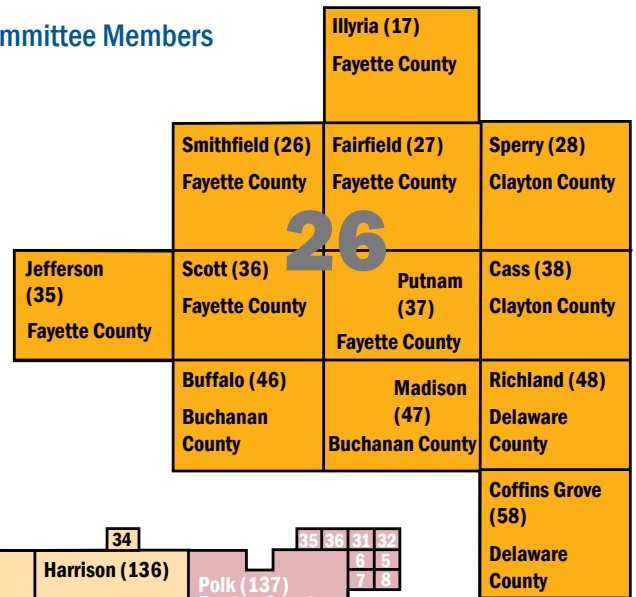 mmittee Members
Illyria (17)
Fayette County
Smithfield (26)
Fayette County
Fairfield (27)
Fayette County
Sperry (28)
Clayton County
26
Jefferson
(35)
Fayette County
Scott (36)
Fayette County
Putnam
(37)
Fayette County
Cass (38)
Clayton County
Buffalo (46)
Buchanan
County
Madison
(47)
Buchanan County
Richland (48)
Delaware
County
Coffins Grove
(58)
Delaware
County
34
35 36 31 32
6 5
7 8
Harrison (136)
Polk (137)